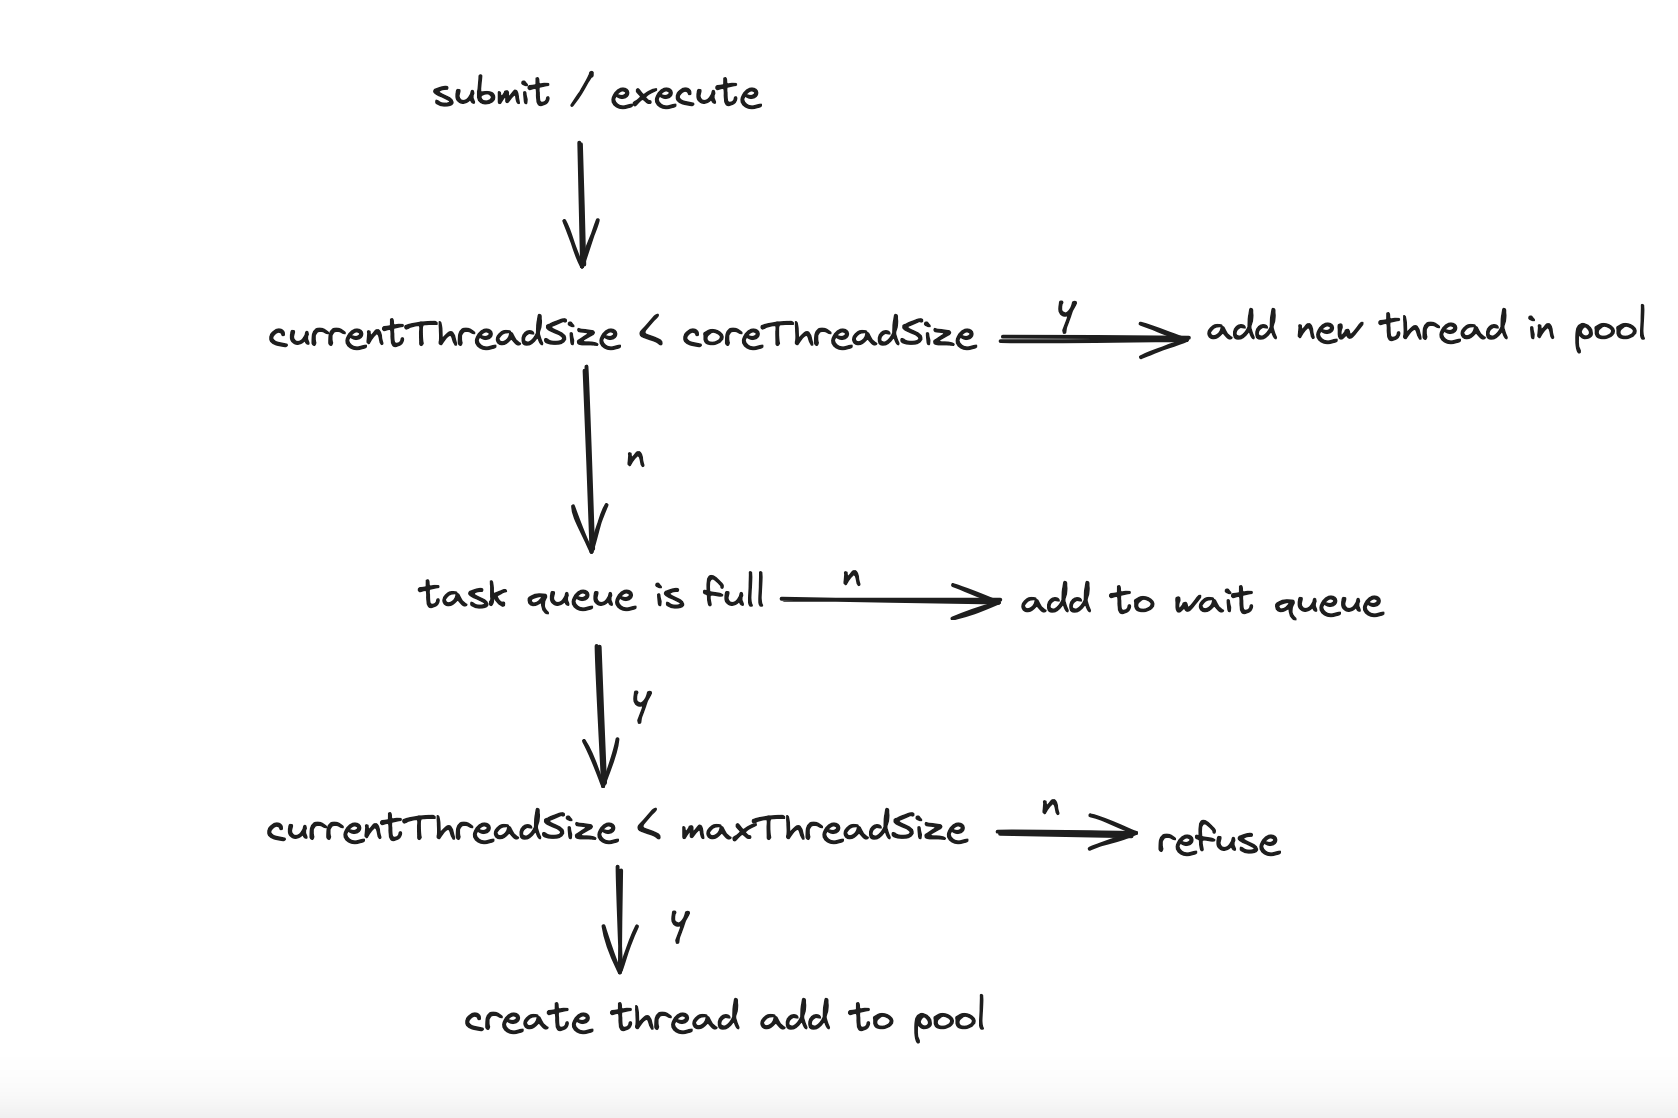 submit / execute
currentThreadSize < coreThreadSize
y
add new thread in pool
n
task queue is full
n
add to wait queue
y
currentThreadSize < maxThreadSize
n
refuse
y
create thread add to pool